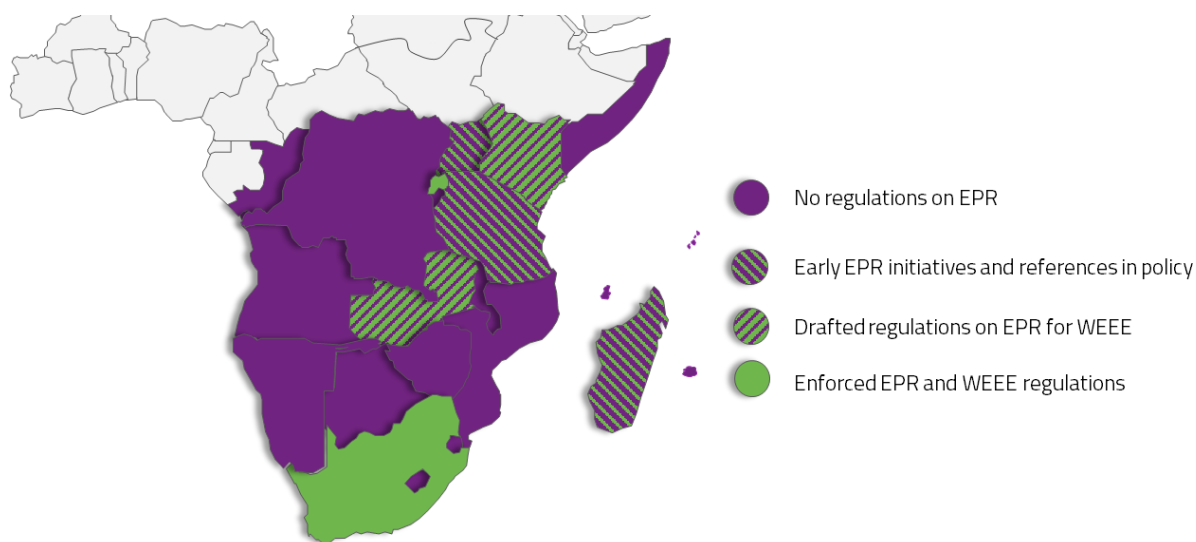 No regulations on EPR
Early EPR initiatives and references in policy
Drafted regulations on EPR for WEEE
Enforced EPR and WEEE regulations